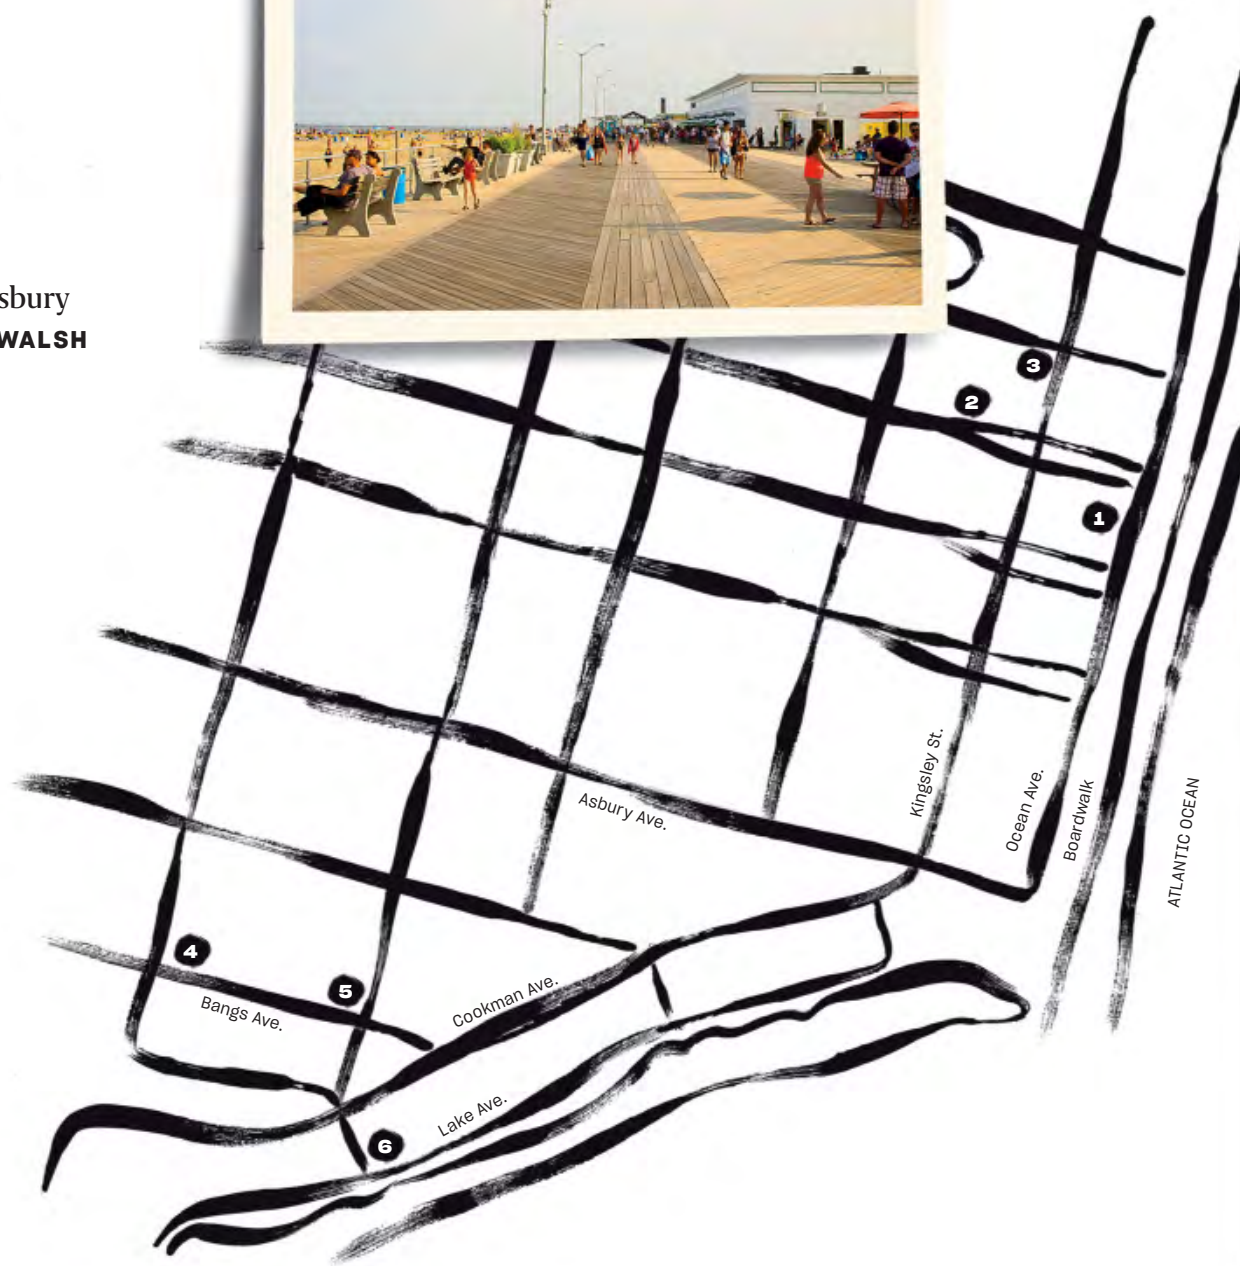 sbury
WALSH
3
2
1
Kingsley St.
Ocean Ave.
Boardwalk
ATLANTIC OCEAN
Asbury Ave.
4
5
Bangs Ave.
Cookman Ave.
Lake Ave.
6